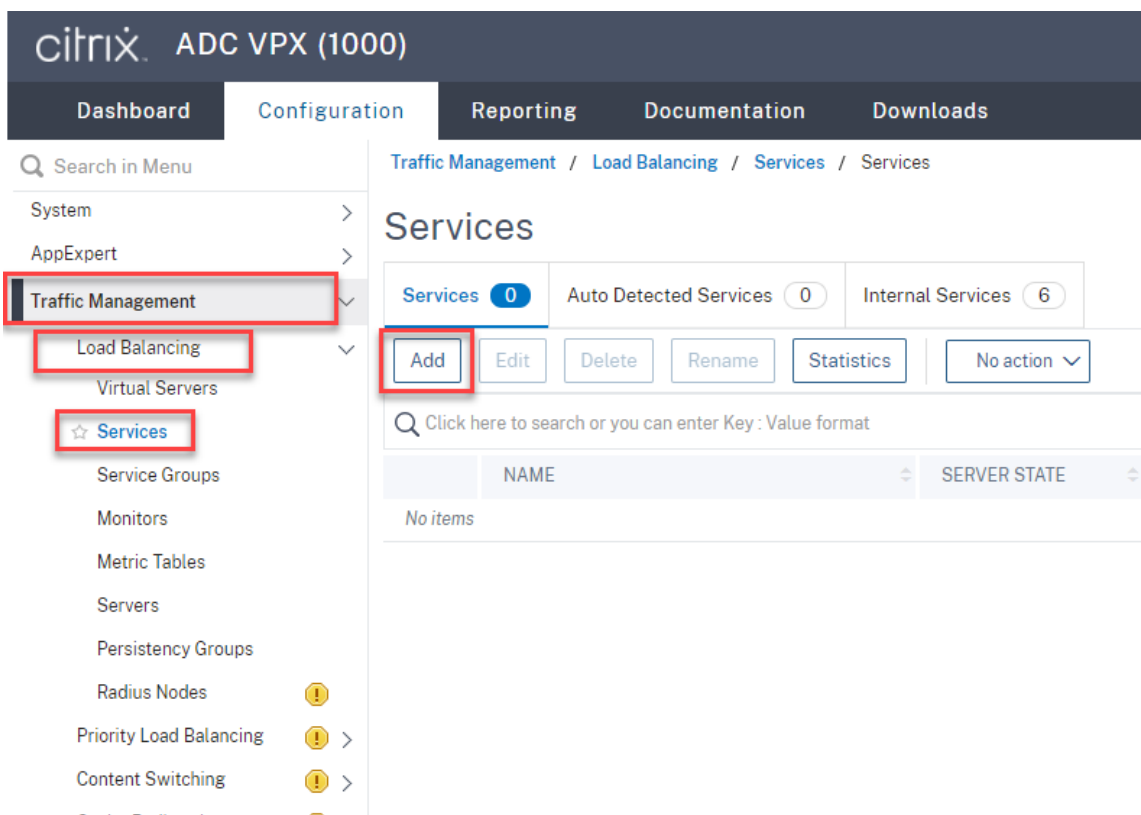 citrix. ADC VPX (1000)
Dashboard Configuration Reporting Documentation Downloads
Search in Menu
System
AppExpert
Traffic Management
Load Balancing
Virtual Servers
Services
Service Groups
Monitors
Metric Tables
Servers
Persistency Groups
Radius Nodes
Priority Load Balancing
Content Switching
Traffic Management / Load Balancing / Services / Services
Services
Services 0 Auto Detected Services 0 Internal Services 6
Add Edit Delete Rename Statistics No action
Click here to search or you can enter Key : Value format
NAME SERVER STATE
No items